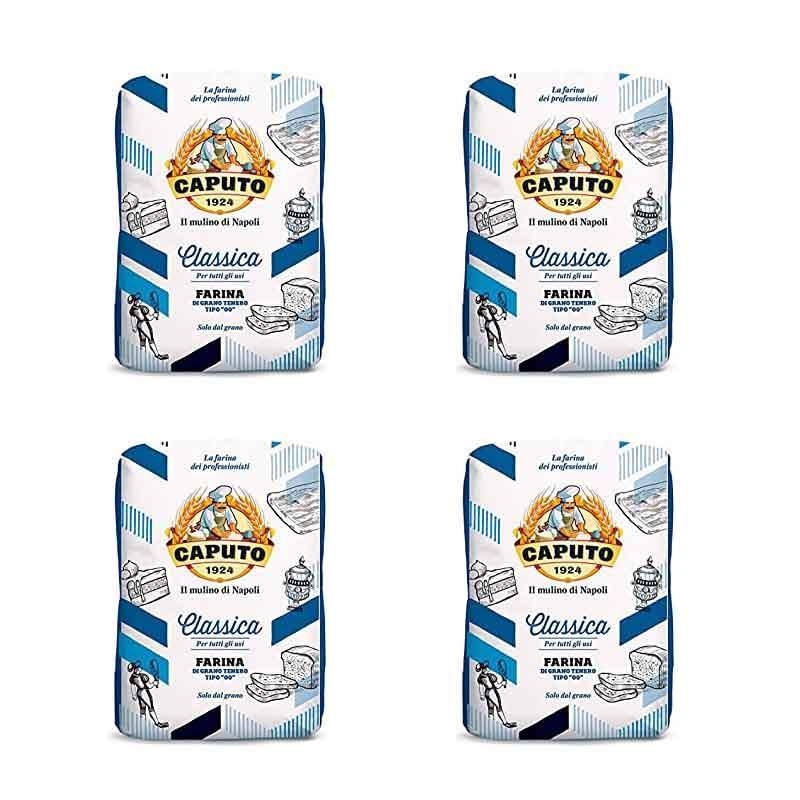 La farina
dei professionisti
CAPUTO
1924
Il mulino di Napoli
Classica
Per tutti gli usi
FARINA
DI GRANO TENERO
TIPO "00"
Solo dal grano
La farina
dei professionisti
CAPUTO
1924
Il mulino di Napoli
Classica
Per tutti gli usi
FARINA
DI GRANO TENERO
TIPO "00"
Solo dal grano
La farina
dei professionisti
CAPUTO
1924
Il mulino di Napoli
Classica
Per tutti gli usi
FARINA
DI GRANO TENERO
TIPO "00"
Solo dal grano
La farina
dei professionisti
CAPUTO
1924
Il mulino di Napoli
Classica
Per tutti gli usi
FARINA
DI GRANO TENERO
TIPO "00"
Solo dal grano